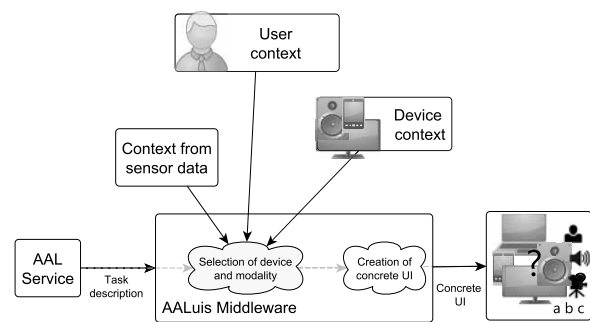 User
context
Device
context
Context from
sensor data
AAL
Service
Task
description
Selection of device
and modality
Creation of
concrete UI
AALuis Middleware
Concrete
UI
?
?
a b c